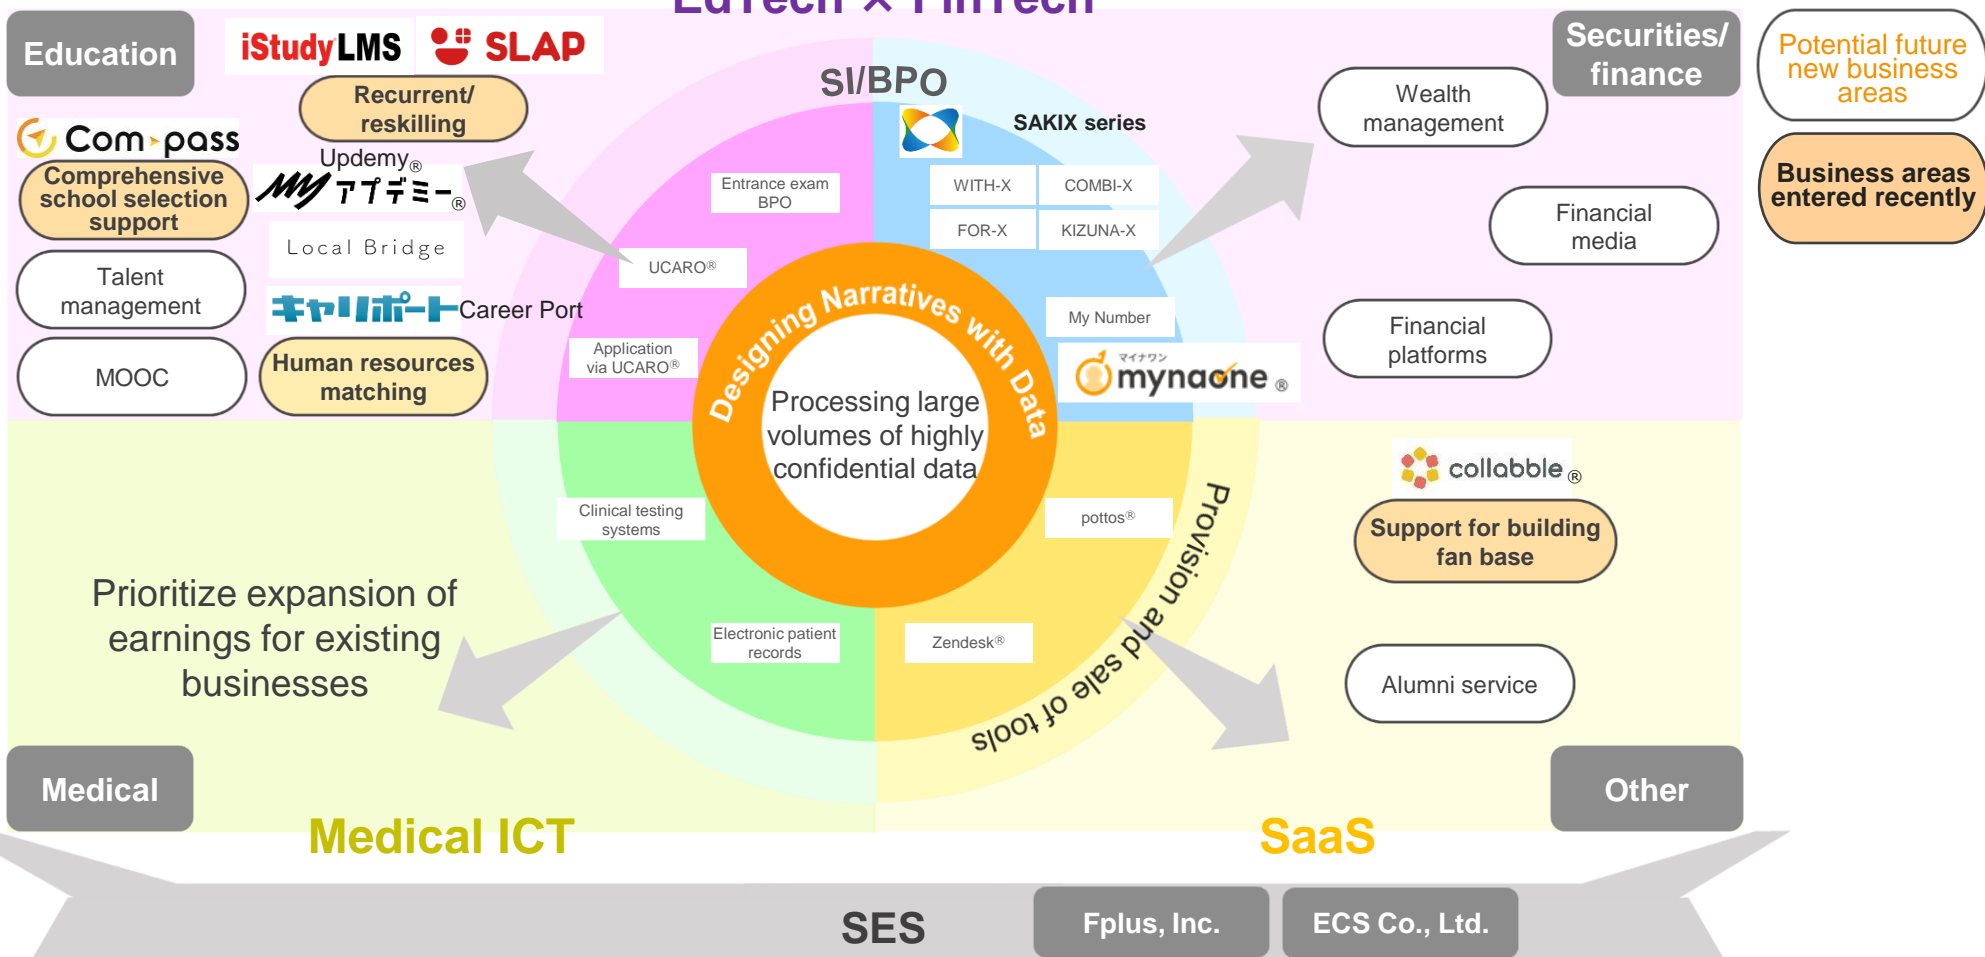 EdTech × FinTech
Education
iStudy LMS
SLAP
Recurrent/
reskilling
Com pass
Comprehensive
school selection
support
Updemy®
My アプデミー®
Local Bridge
Talent
management
キャリポート Career Port
MOOC
Human resources
matching
SI/BPO
Entrance exam
BPO
UCARO®
Application
via UCARO®
SAKIX series
WITH-X
COMBI-X
FOR-X
KIZUNA-X
My Number
マイナワン
mynaone ®
Designing Narratives with Data
Processing large
volumes of highly
confidential data
Securities/
finance
Wealth
management
Financial
media
Financial
platforms
Potential future
new business
areas
Business areas
entered recently
Clinical testing
systems
Electronic patient
records
Prioritize expansion of
earnings for existing
businesses
Medical
Medical ICT
pottos®
Zendesk®
Provision and sale of tools
collabble ®
Support for building
fan base
Alumni service
Other
SaaS
SES
Fplus, Inc.
ECS Co., Ltd.